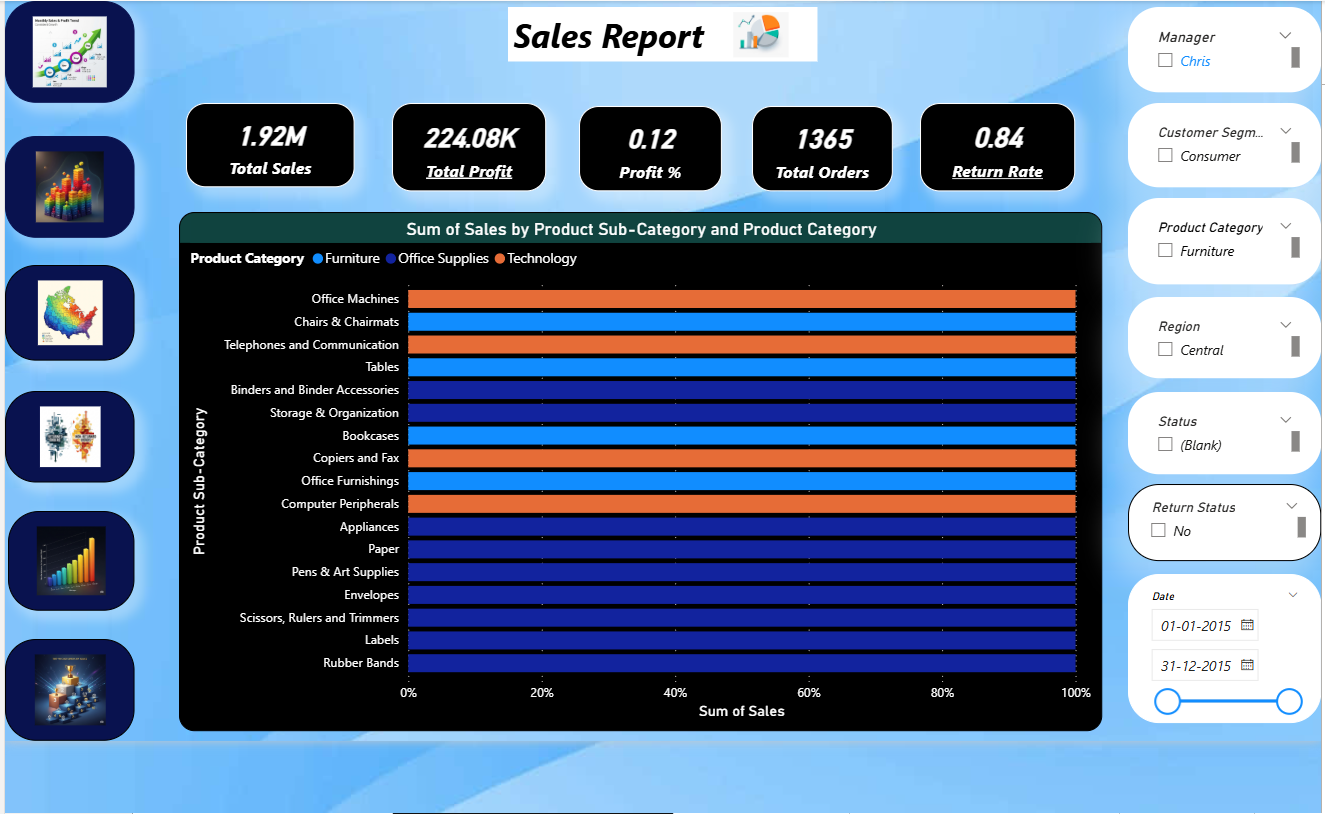 Sales Report
1.92M
Total Sales
224.08K
Total Profit
0.12
Profit %
1365
Total Orders
0.84
Return Rate
Sum of Sales by Product Sub-Category and Product Category
Product Category Furniture Office Supplies Technology
Product Sub-Category
Office Machines
Chairs & Chairmats
Telephones and Communication
Tables
Binders and Binder Accessories
Storage & Organization
Bookcases
Copiers and Fax
Office Furnishings
Computer Peripherals
Appliances
Paper
Pens & Art Supplies
Envelopes
Scissors, Rulers and Trimmers
Labels
Rubber Bands
0% 20% 40% 60% 80% 100%
Sum of Sales
Manager
Chris
Customer Segm...
Consumer
Product Category
Furniture
Region
Central
Status
(Blank)
Return Status
No
Date
01-01-2015
31-12-2015